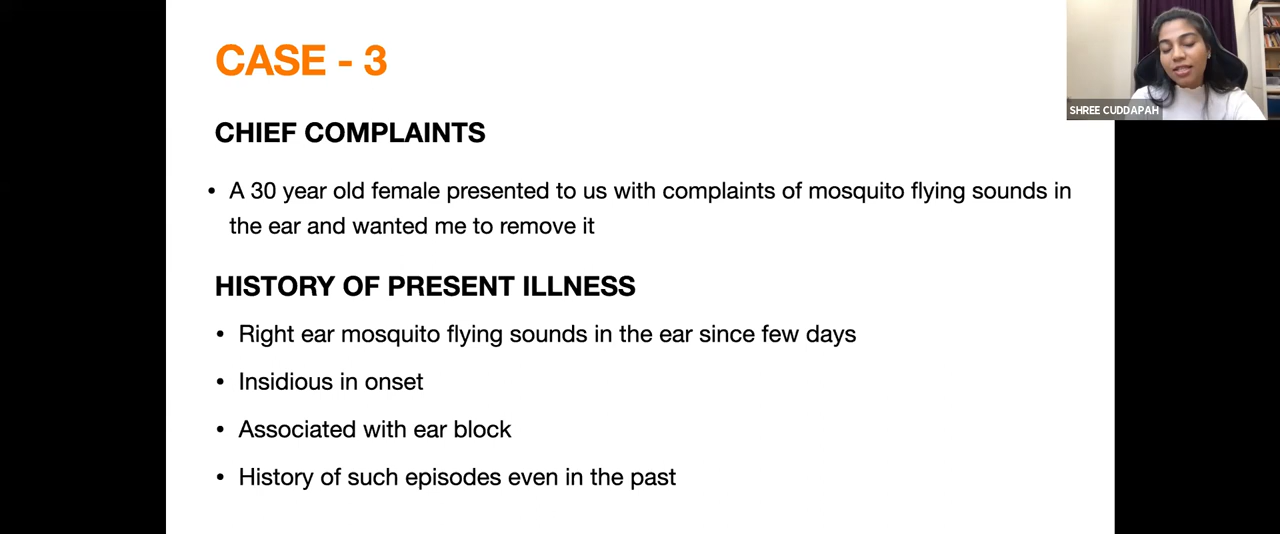 CASE - 3
SHREE CUDDAPAH
CHIEF COMPLAINTS
• A 30 year old female presented to us with complaints of mosquito flying sounds in
the ear and wanted me to remove it
HISTORY OF PRESENT ILLNESS
• Right ear mosquito flying sounds in the ear since few days
• Insidious in onset
• Associated with ear block
• History of such episodes even in the past